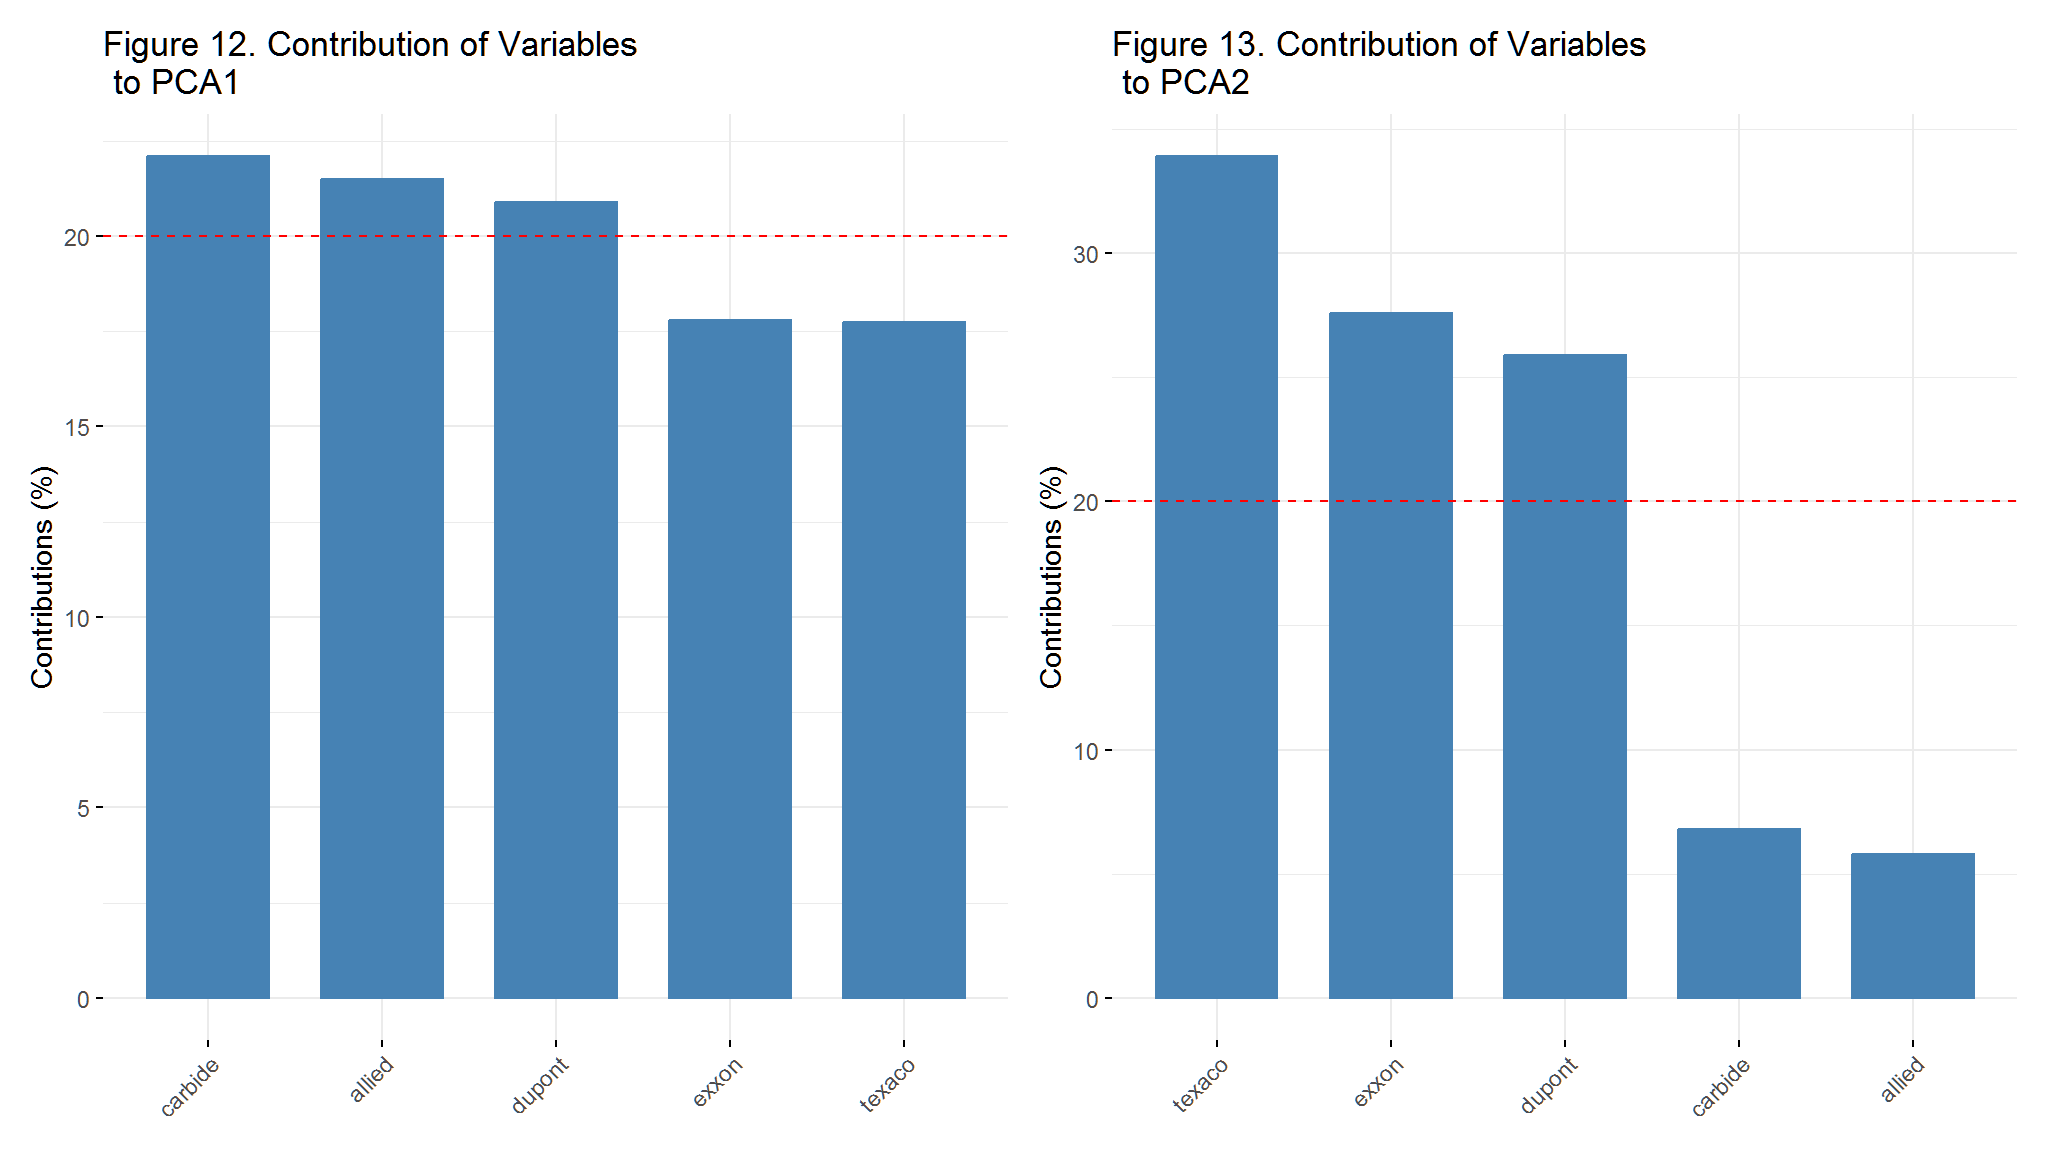 Figure 12. Contribution of Variables
to PCA1
Contributions (%)
20
15
10
5
0
carbide
allied
dupont
exxon
texaco
Figure 13. Contribution of Variables
to PCA2
Contributions (%)
30
20
10
0
texaco
exxon
dupont
carbide
allied